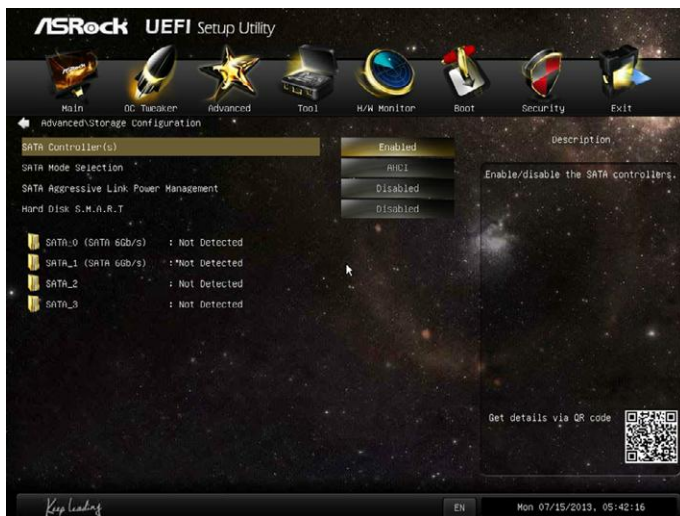 ASRock UEFI Setup Utility
Main OC Tweaker Advanced Tool H/W Monitor Boot Security Exit
Advanced\Storage Configuration
Description
SATA Controller(s) Enabled
SATA Mode Selection AHCI
Enable/disable the SATA controllers.
SATA Aggressive Link Power Management Disabled
Hard Disk S.M.A.R.T Disabled
SATA_0 (SATA 6Gb/s) : Not Detected
SATA_1 (SATA 6Gb/s) : Not Detected
SATA_2 : Not Detected
SATA_3 : Not Detected
Get details via QR code
Keep Leading
EN
Mon 07/15/2013, 05:42:16